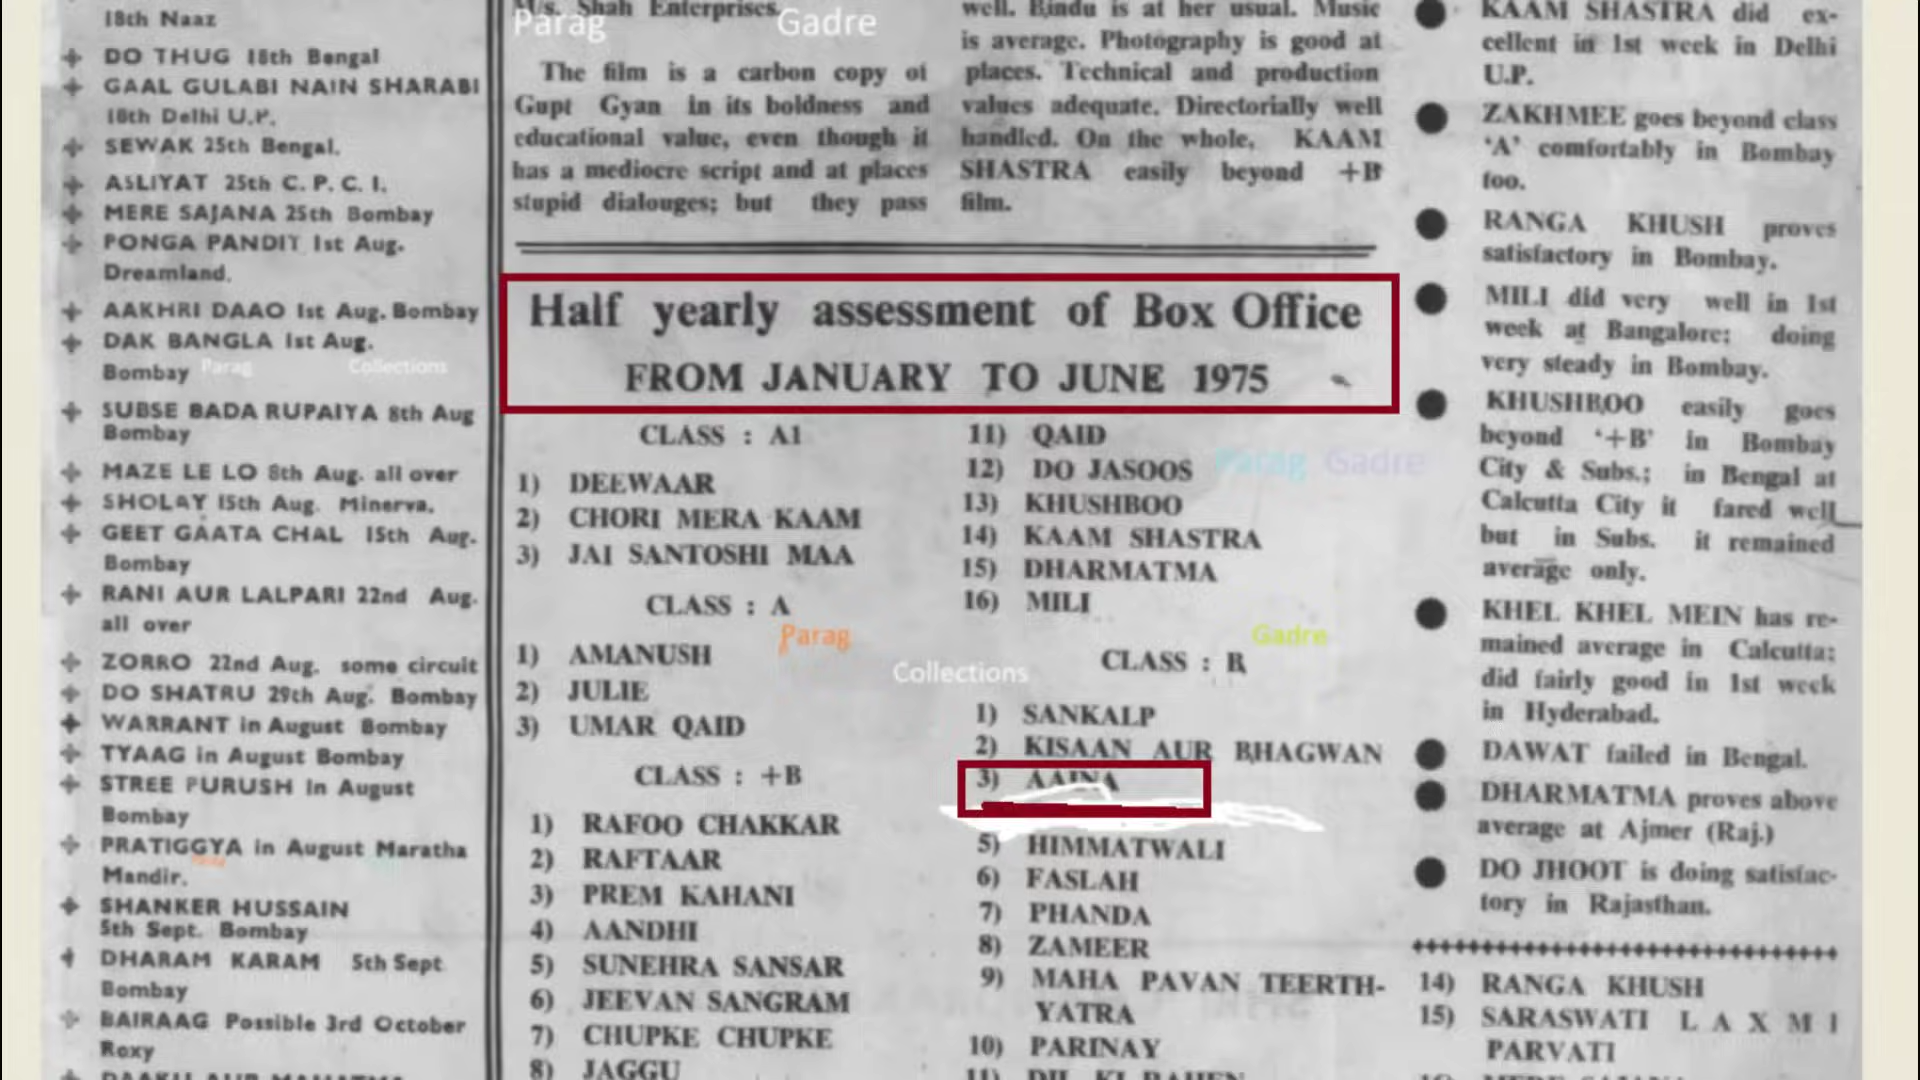 18th Naaz
DO THUG 18th Bengal
GAAL GULABI NAIN SHARABI
18th Delhi U.P.
SEWAK 25th Bengal.
ASLIYAT 25th C. P. C. I.
MERE SAJANA 25th Bombay
PONGA PANDIT 1st Aug.
Dreamland.
AAKHRI DAAO 1st Aug. Bombay
DAK BANGLA 1st Aug.
Bombay
SUBSE BADA RUPAIYA 8th Aug
Bombay
MAZE LE LO 8th Aug. all over
SHOLAY 15th Aug. Minerva.
GEET GAATA CHAL 15th Aug.
Bombay
RANI AUR LALPARI 22nd Aug.
all over
ZORRO 22nd Aug. some circuit
DO SHATRU 29th Aug. Bombay
WARRANT in August Bombay
TYAAG in August Bombay
STREE PURUSH In August
Bombay
PRATIGGYA in August Maratha
Mandir.
SHANKER HUSSAIN
5th Sept. Bombay
DHARAM KARAM 5th Sept
Bombay
BAIRAAG Possible 3rd October
Roxy
M/s. Shah Enterprises.
The film is a carbon copy of
Gupt Gyan in its boldness and
educational value, even though it
has a mediocre script and at places
stupid dialouges; but they pass
well. Bindu is at her usual. Music
is average. Photography is good at
places. Technical and production
values adequate. Directorially well
handled. On the whole, KAAM
SHASTRA easily beyond +B
film.
Half yearly assessment of Box Office
FROM JANUARY TO JUNE 1975
CLASS : A1
1) DEEWAAR
2) CHORI MERA KAAM
3) JAI SANTOSHI MAA
CLASS : A
1) AMANUSH
2) JULIE
3) UMAR QAID
CLASS : +B
1) RAFOO CHAKKAR
2) RAFTAAR
3) PREM KAHANI
4) AANDHI
5) SUNEHRA SANSAR
6) JEEVAN SANGRAM
7) CHUPKE CHUPKE
8) JAGGU
11) QAID
12) DO JASOOS
13) KHUSHBOO
14) KAAM SHASTRA
15) DHARMATMA
16) MILI
CLASS : B
1) SANKALP
2) KISAAN AUR BHAGWAN
3) AAINA
5) HIMMATWALI
6) FASLAH
7) PHANDA
8) ZAMEER
9) MAHA PAVAN TEERTH-
YATRA
10) PARINAY
11) DIL KI RAHEN
KAAM SHASTRA did ex-
cellent in 1st week in Delhi
U.P.
ZAKHMEE goes beyond class
'A' comfortably in Bombay
too.
RANGA KHUSH proves
satisfactory in Bombay.
MILI did very well in 1st
week at Bangalore; doing
very steady in Bombay.
KHUSHBOO easily goes
beyond '+B' in Bombay
City & Subs.; in Bengal at
Calcutta City it fared well
but in Subs. it remained
average only.
KHEL KHEL MEIN has re-
mained average in Calcutta;
did fairly good in 1st week
in Hyderabad.
DAWAT failed in Bengal.
DHARMATMA proves above
average at Ajmer (Raj.)
DO JHOOT is doing satisfac-
tory in Rajasthan.
14) RANGA KHUSH
15) SARASWATI LAXMI
PARVATI
Parag Gadre
Parag Collections
Parag Gadre
Parag
Gadre
Collections